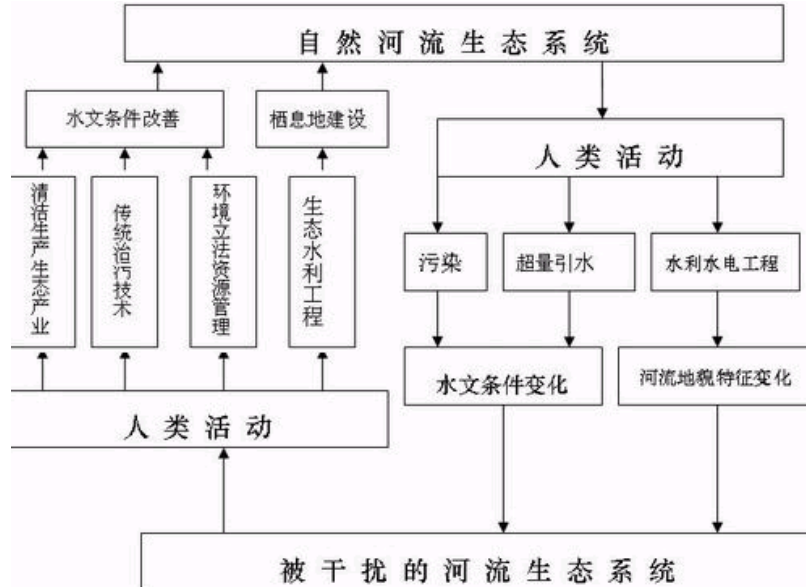 自然河流生态系统
水文条件改善
栖息地建设
人类活动
清洁生产生态产业
传统治污技术
环境立法资源管理
生态水利工程
污染
超量引水
水利水电工程
水文条件变化
河流地貌特征变化
人类活动
被干扰的河流生态系统